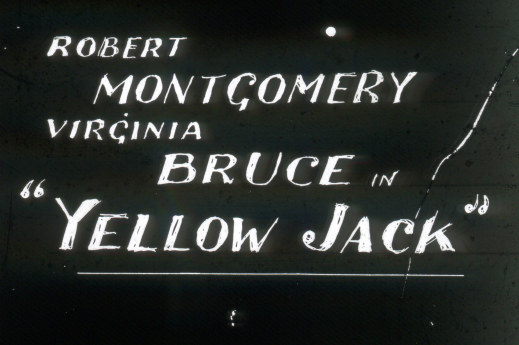 ROBERT
MONTGOMERY
VIRGINIA
BRUCE IN
"YELLOW JACK"